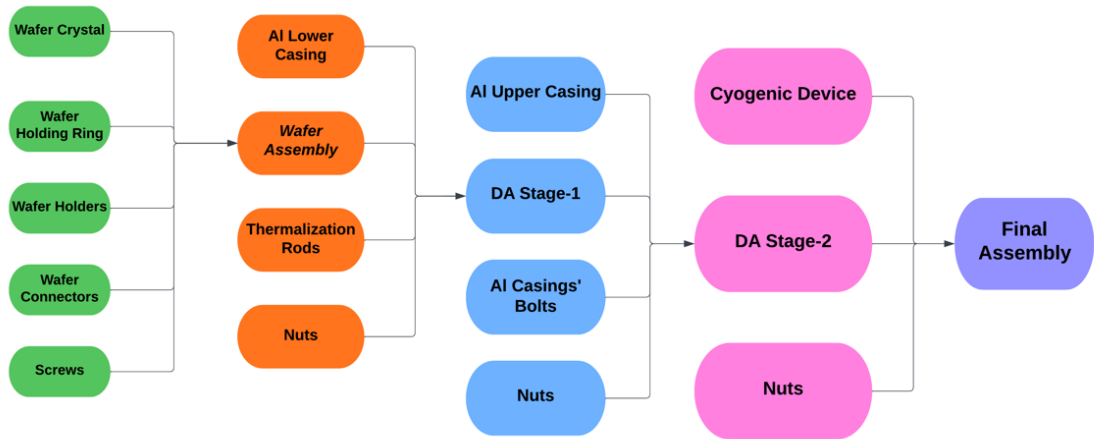 Wafer Crystal
Wafer
Holding Ring
Wafer Holders
Wafer
Connectors
Screws
Al Lower
Casing
Wafer
Assembly
Thermalization
Rods
Nuts
Al Upper Casing
DA Stage-1
Al Casings'
Bolts
Nuts
Cyogenic Device
DA Stage-2
Nuts
Final
Assembly